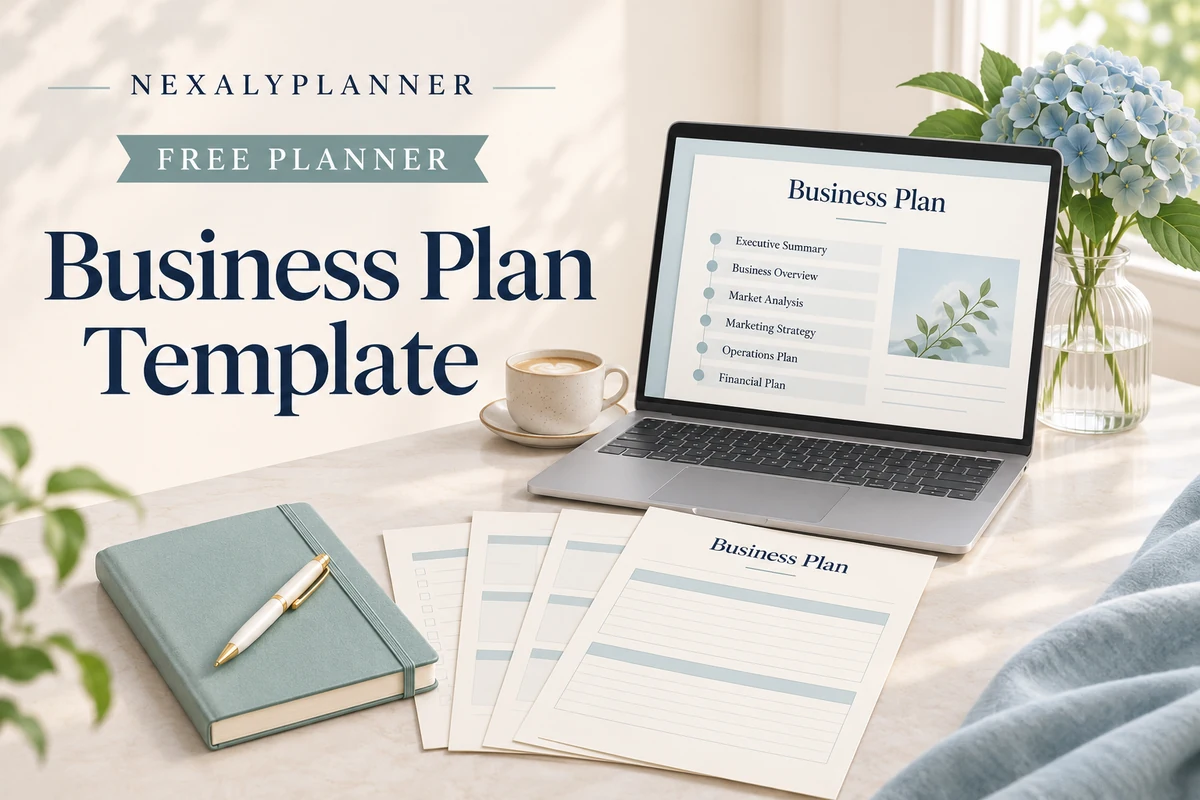 NEXALYPLANNER
FREE PLANNER
Business Plan
Template
Business Plan
Executive Summary
Business Overview
Market Analysis
Marketing Strategy
Operations Plan
Financial Plan
Business Plan